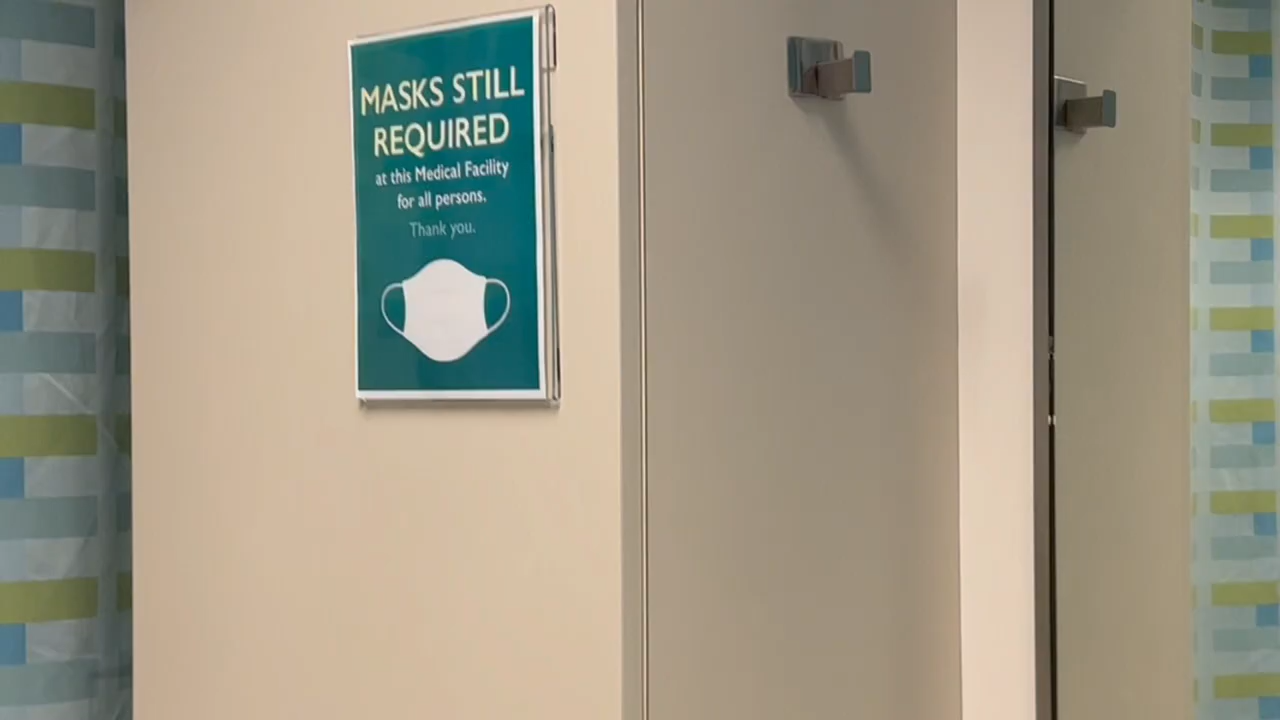 MASKS STILL
REQUIRED
at this Medical Facility
for all persons.
Thank you.